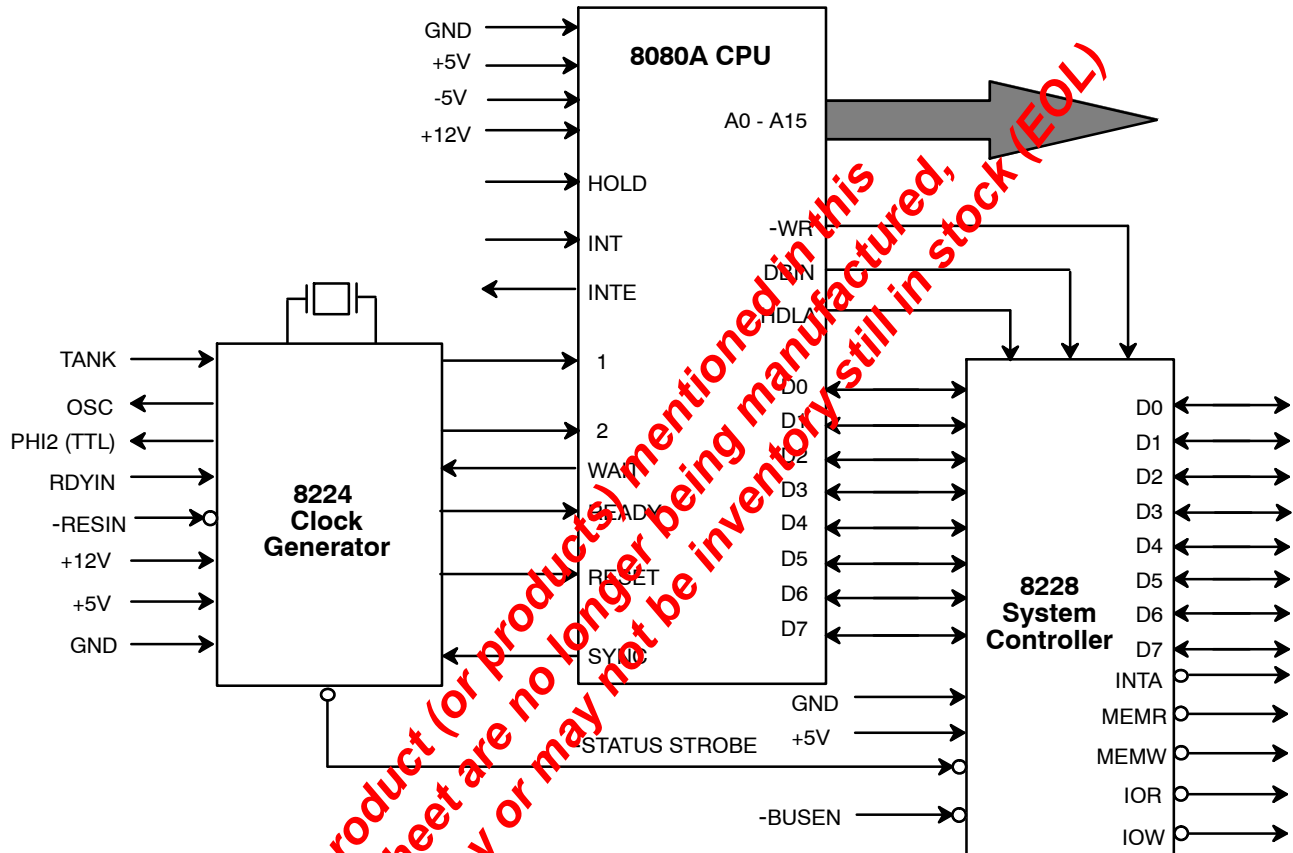 GND
+5V
-5V
+12V
8080A CPU
A0 - A15
HOLD
INT
INTE
-WR
DBIN
HDLA
1
2
WAIT
READY
RESET
SYNC
D0
D1
D2
D3
D4
D5
D6
D7
TANK
OSC
PHI2 (TTL)
RDYIN
-RESIN
+12V
+5V
GND
8224
Clock
Generator
GND
+5V
-STATUS STROBE
-BUSEN
8228
System
Controller
D0
D1
D2
D3
D4
D5
D6
D7
INTA
MEMR
MEMW
IOR
IOW
roduct (or products) mentioned in this
heet are no longer being manufactured,
y or may not be inventory still in stock (EOL)